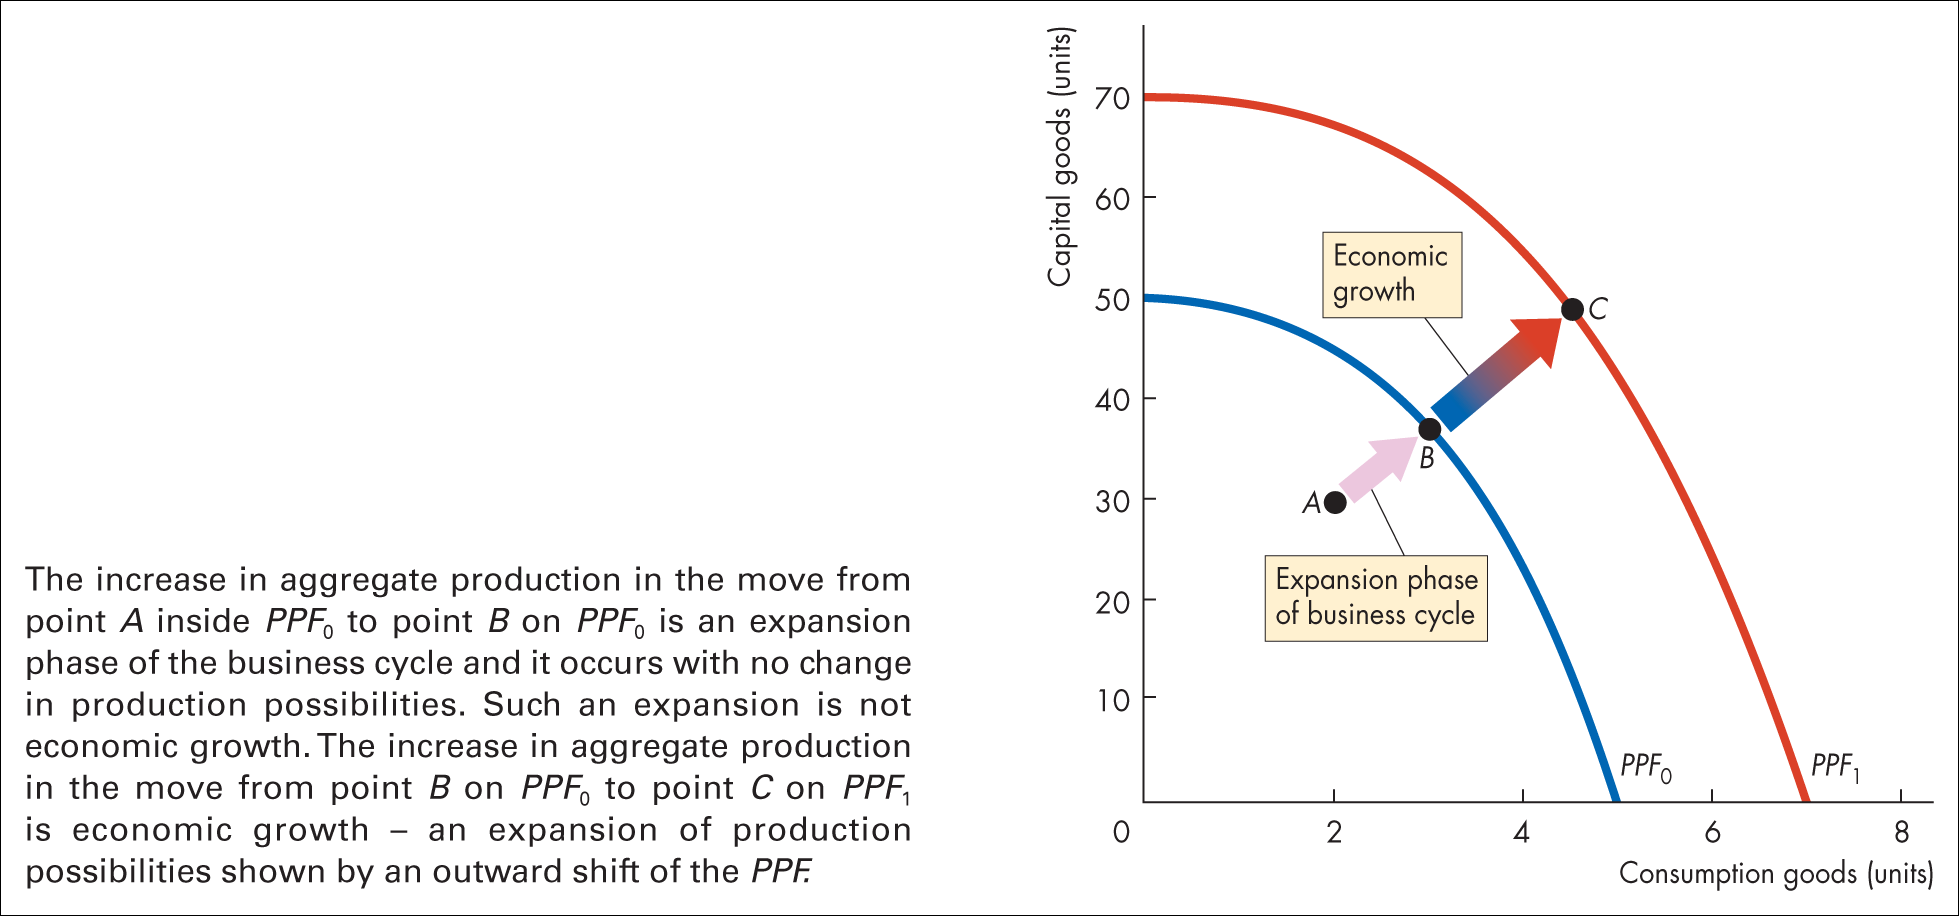 The increase in aggregate production in the move from
point A inside PPF0 to point B on PPF0 is an expansion
phase of the business cycle and it occurs with no change
in production possibilities. Such an expansion is not
economic growth. The increase in aggregate production
in the move from point B on PPF0 to point C on PPF1
is economic growth – an expansion of production
possibilities shown by an outward shift of the PPF.
Capital goods (units)
70
60
50
40
30
20
10
0
Economic
growth
C
B
A
Expansion phase
of business cycle
PPF0
PPF1
2
4
6
8
Consumption goods (units)